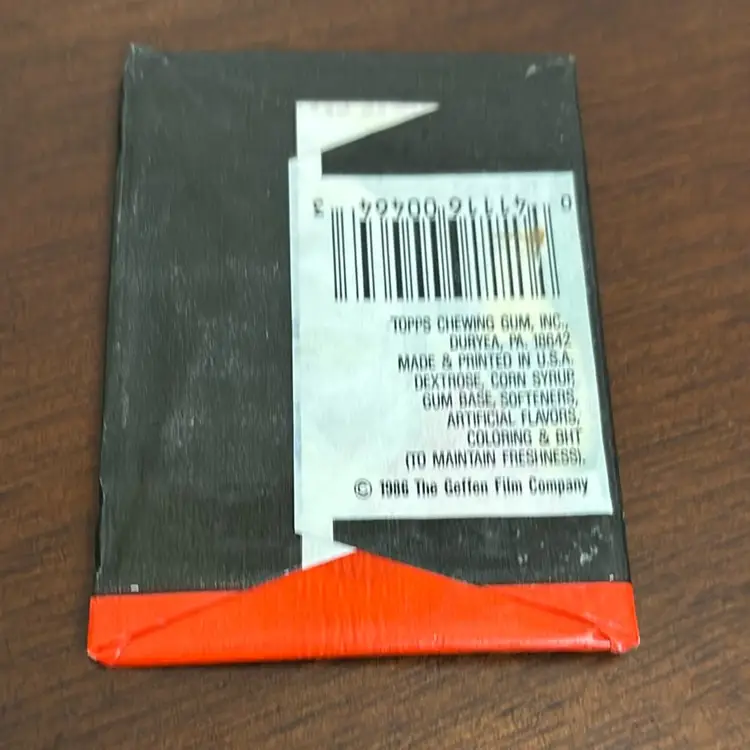 0 41116 00464 3
TOPPS CHEWING GUM, INC.,
DURYEA, PA. 18642
MADE & PRINTED IN U.S.A.
DEXTROSE, CORN SYRUP,
GUM BASE, SOFTENERS,
ARTIFICIAL FLAVORS,
COLORING & BHT
(TO MAINTAIN FRESHNESS).
© 1986 The Geffen Film Company